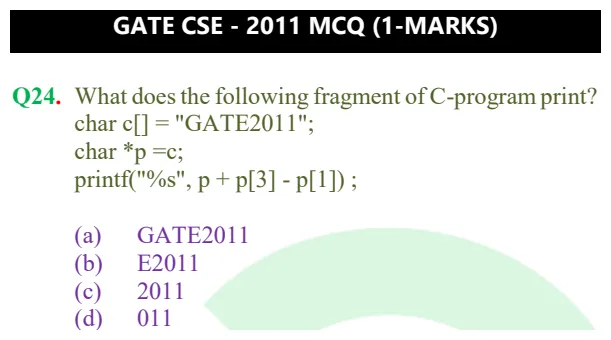 GATE CSE - 2011 MCQ (1-MARKS)
Q24. What does the following fragment of C-program print?
char c[] = "GATE2011";
char *p =c;
printf("%s", p + p[3] - p[1]) ;
(a) GATE2011
(b) E2011
(c) 2011
(d) 011